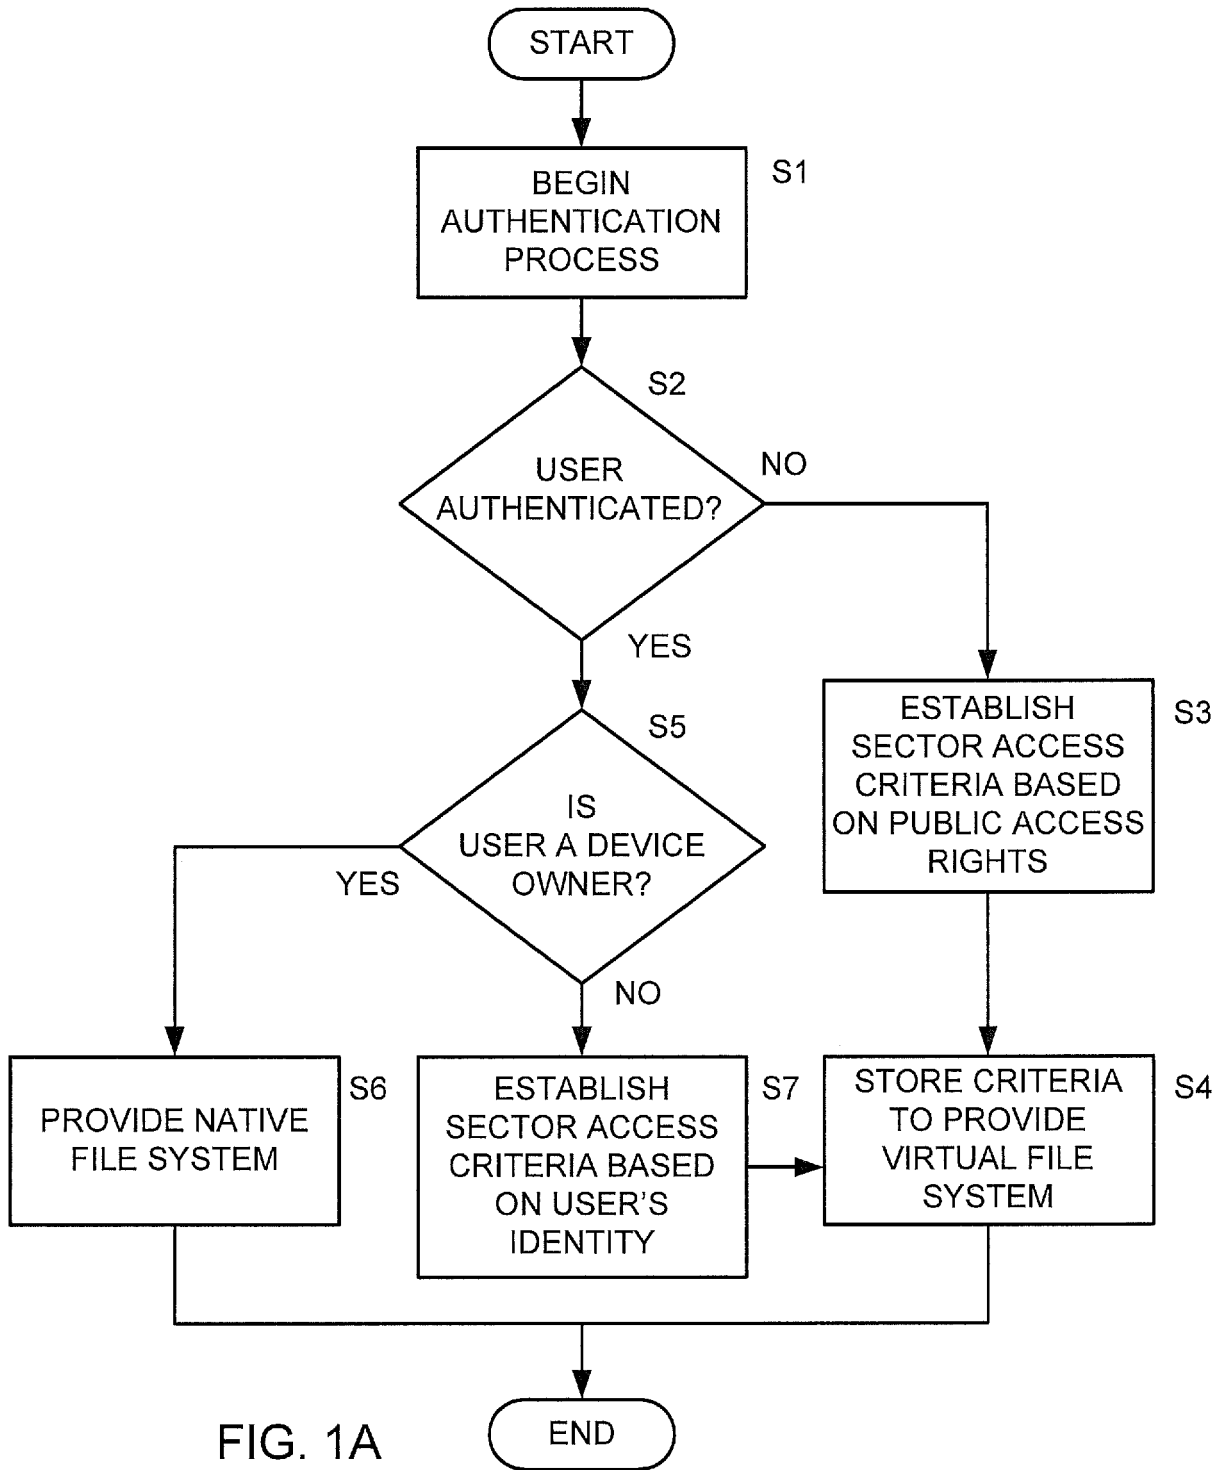 START
BEGIN
AUTHENTICATION
PROCESS
S1
S2
USER
AUTHENTICATED?
NO
YES
S5
IS
USER A DEVICE
OWNER?
YES
NO
ESTABLISH
SECTOR ACCESS
CRITERIA BASED
ON PUBLIC ACCESS
RIGHTS
S3
PROVIDE NATIVE
FILE SYSTEM
S6
ESTABLISH
SECTOR ACCESS
CRITERIA BASED
ON USER'S
IDENTITY
S7
STORE CRITERIA
TO PROVIDE
VIRTUAL FILE
SYSTEM
S4
END
FIG. 1A